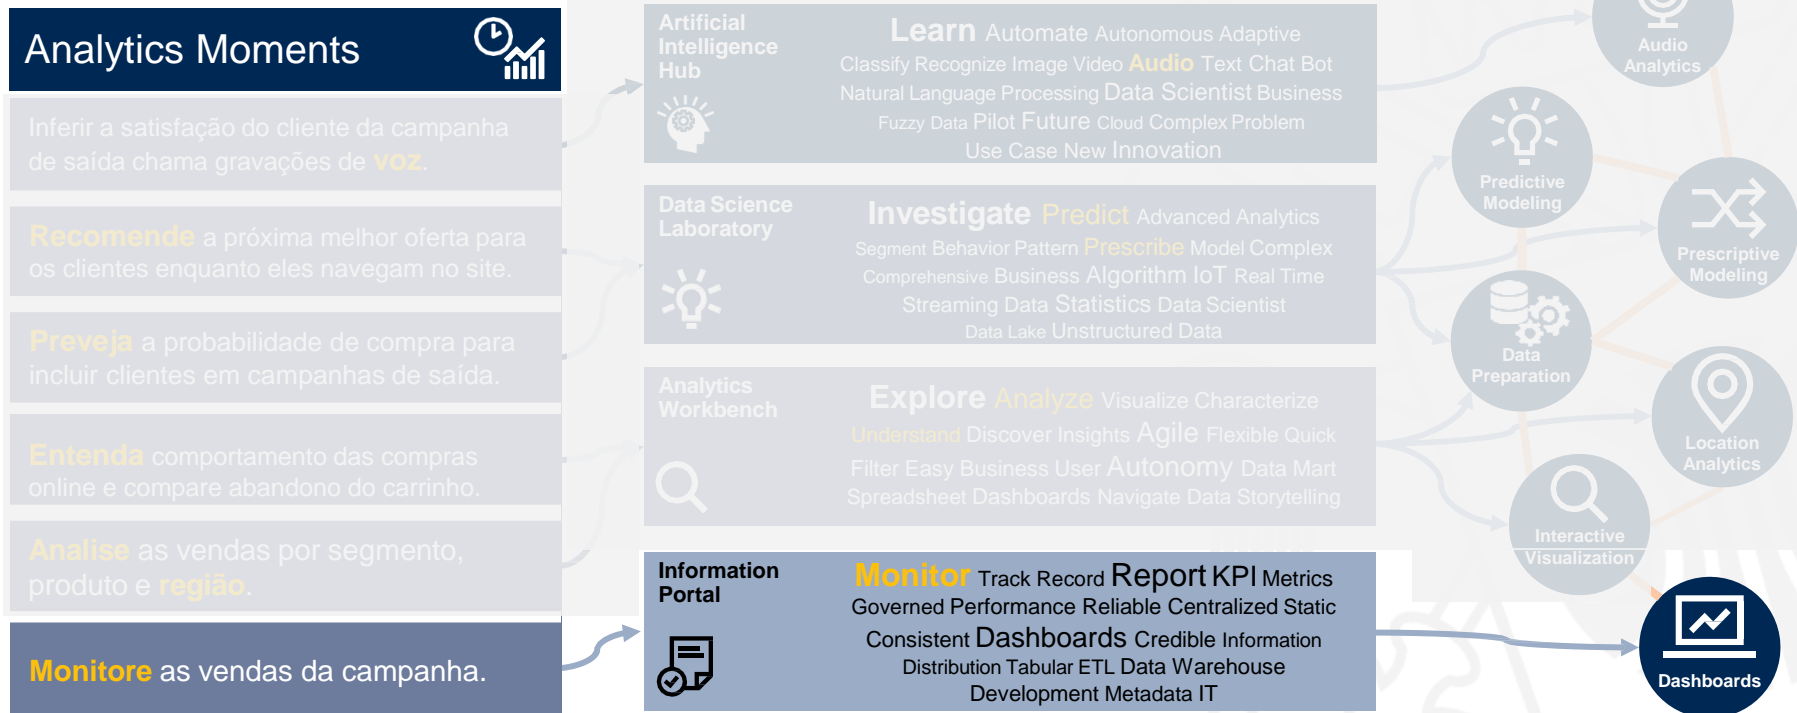 Analytics Moments
Inferir a satisfação do cliente da campanha
de saída chama gravações de voz.
Recomende a próxima melhor oferta para
os clientes enquanto eles navegam no site.
Preveja a probabilidade de compra para
incluir clientes em campanhas de saída.
Entenda comportamento das compras
online e compare abandono do carrinho.
Analise as vendas por segmento,
produto e região.
Monitore as vendas da campanha.
Artificial
Intelligence
Hub
Learn Automate Autonomous Adaptive
Classify Recognize Image Video Audio Text Chat Bot
Natural Language Processing Data Scientist Business
Fuzzy Data Pilot Future Cloud Complex Problem
Use Case New Innovation
Data Science
Laboratory
Investigate Predict Advanced Analytics
Segment Behavior Pattern Prescribe Model Complex
Comprehensive Business Algorithm IoT Real Time
Streaming Data Statistics Data Scientist
Data Lake Unstructured Data
Analytics
Workbench
Explore Analyze Visualize Characterize
Understand Discover Insights Agile Flexible Quick
Filter Easy Business User Autonomy Data Mart
Spreadsheet Dashboards Navigate Data Storytelling
Information
Portal
Monitor Track Record Report KPI Metrics
Governed Performance Reliable Centralized Static
Consistent Dashboards Credible Information
Distribution Tabular ETL Data Warehouse
Development Metadata IT
Audio
Analytics
Predictive
Modeling
Prescriptive
Modeling
Data
Preparation
Location
Analytics
Interactive
Visualization
Dashboards